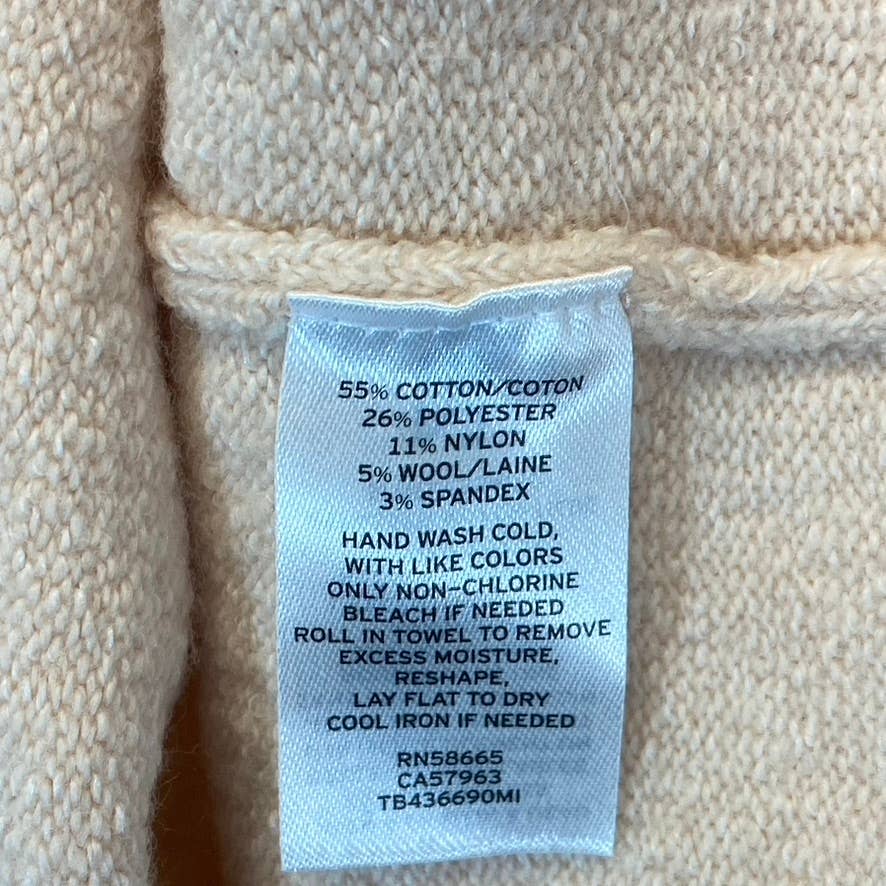 55% COTTON/COTON
26% POLYESTER
11% NYLON
5% WOOL/LAINE
3% SPANDEX
HAND WASH COLD,
WITH LIKE COLORS
ONLY NON-CHLORINE
BLEACH IF NEEDED
ROLL IN TOWEL TO REMOVE
EXCESS MOISTURE,
RESHAPE,
LAY FLAT TO DRY
COOL IRON IF NEEDED
RN58665
CA57963
TB436690MI